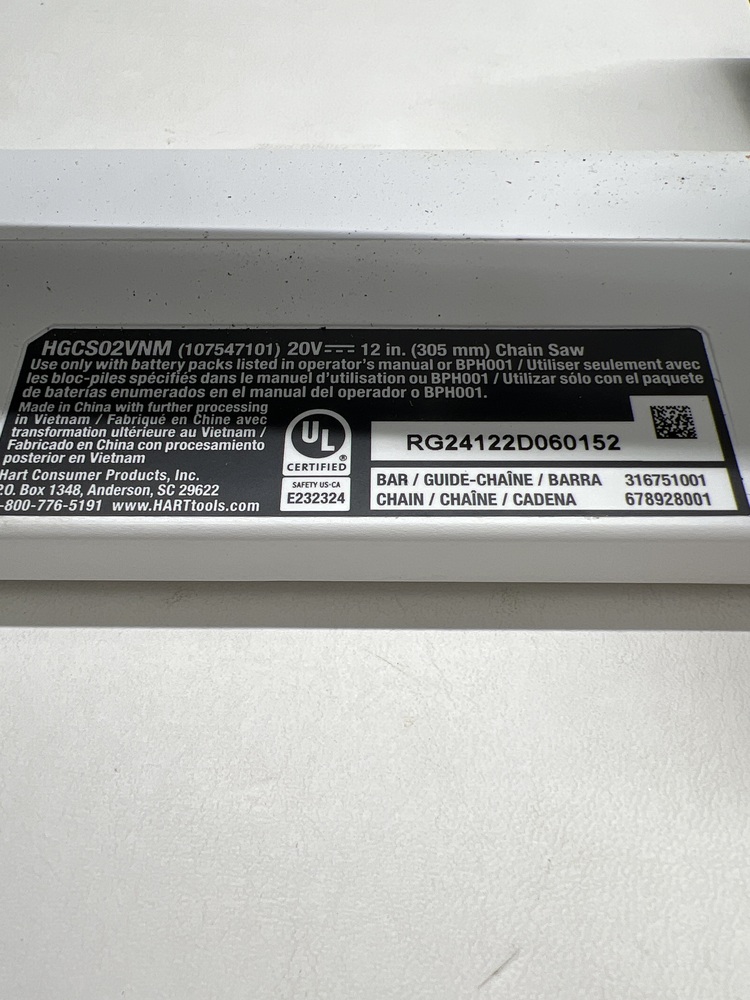 HGCS02VNM (107547101) 20V⎓ 12 in. (305 mm) Chain Saw
Use only with battery packs listed in operator's manual or BPH001 / Utiliser seulement avec
les bloc-piles spécifiés dans le manuel d'utilisation ou BPH001 / Utilizar sólo con el paquete
de baterías enumerados en el manual del operador o BPH001.
Made in China with further processing
in Vietnam / Fabriqué en Chine avec
transformation ultérieure au Vietnam /
Fabricado en China con procesamiento
posterior en Vietnam
Hart Consumer Products, Inc.
P.O. Box 1348, Anderson, SC 29622
-800-776-5191 www.HARTtools.com
UL
®
CERTIFIED
SAFETY US-CA
E232324
RG24122D060152
BAR / GUIDE-CHAÎNE / BARRA 316751001
CHAIN / CHAÎNE / CADENA 678928001